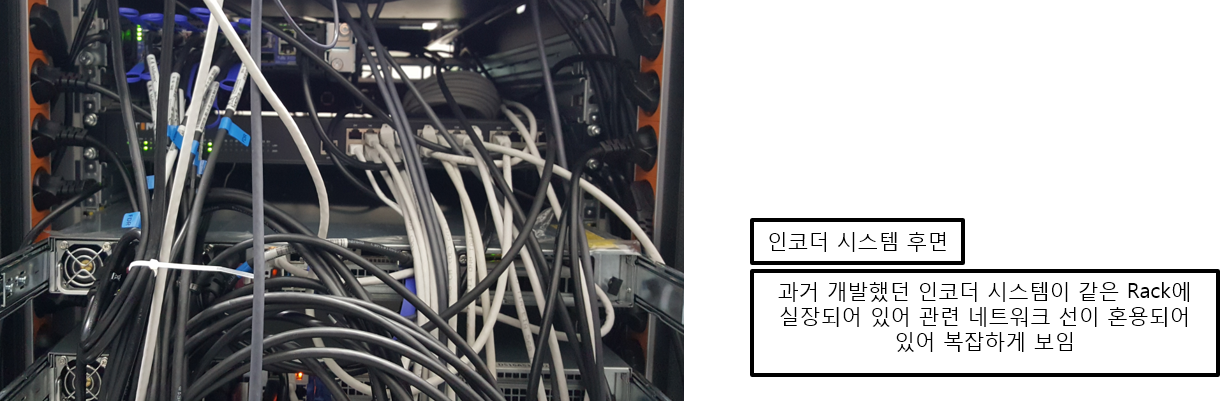 인코더 시스템 후면
과거 개발했던 인코더 시스템이 같은 Rack에
실장되어 있어 관련 네트워크 선이 혼용되어
있어 복잡하게 보임